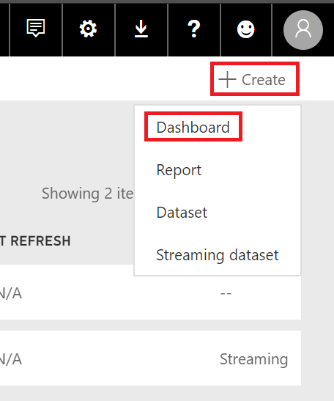 ?
+ Create
Dashboard
Report
Showing 2 ite
Dataset
T REFRESH
Streaming dataset
N/A --
N/A Streaming